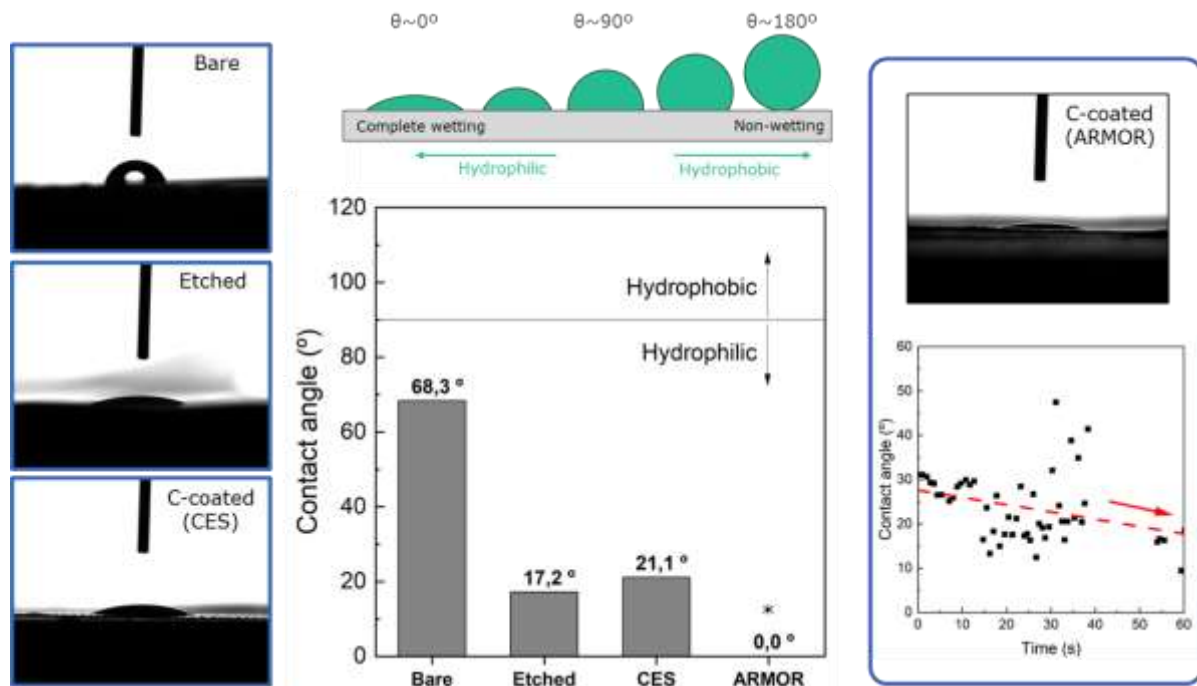 Bare
Etched
C-coated
(CES)
θ~0º
θ~90º
θ~180º
Complete wetting
Non-wetting
Hydrophilic
Hydrophobic
Contact angle (º)
120
100
80
60
40
20
0
Hydrophobic
Hydrophilic
68,3 º
17,2 º
21,1 º
*
0,0 º
Bare
Etched
CES
ARMOR
C-coated
(ARMOR)
Contact angle (º)
60
50
40
30
20
10
0
0
10
20
30
40
50
60
Time (s)